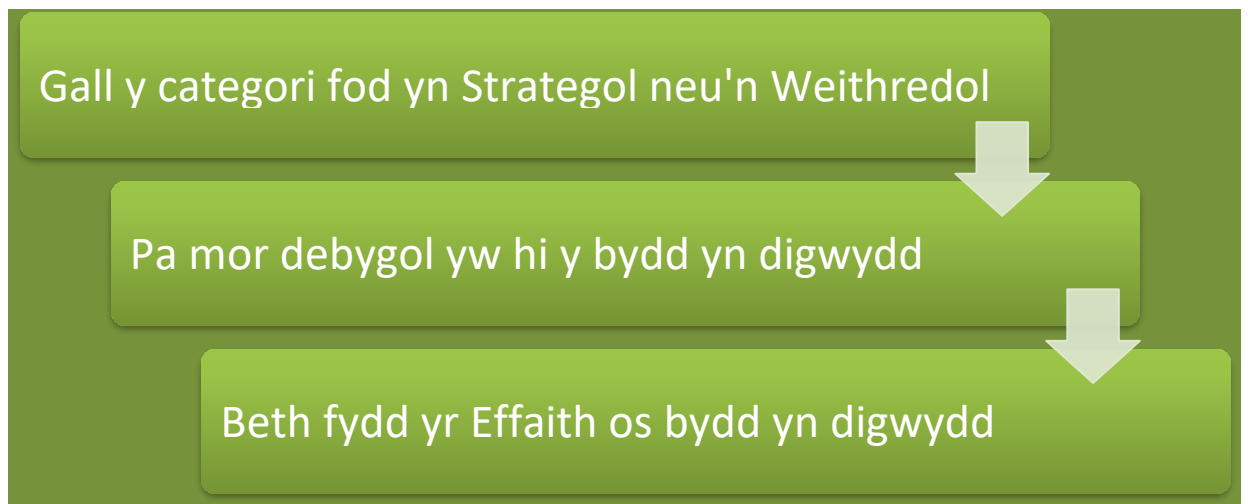 Gall y categori fod yn Strategol neu'n Weithredol
Pa mor debygol yw hi y bydd yn digwydd
Beth fydd yr Effaith os bydd yn digwydd